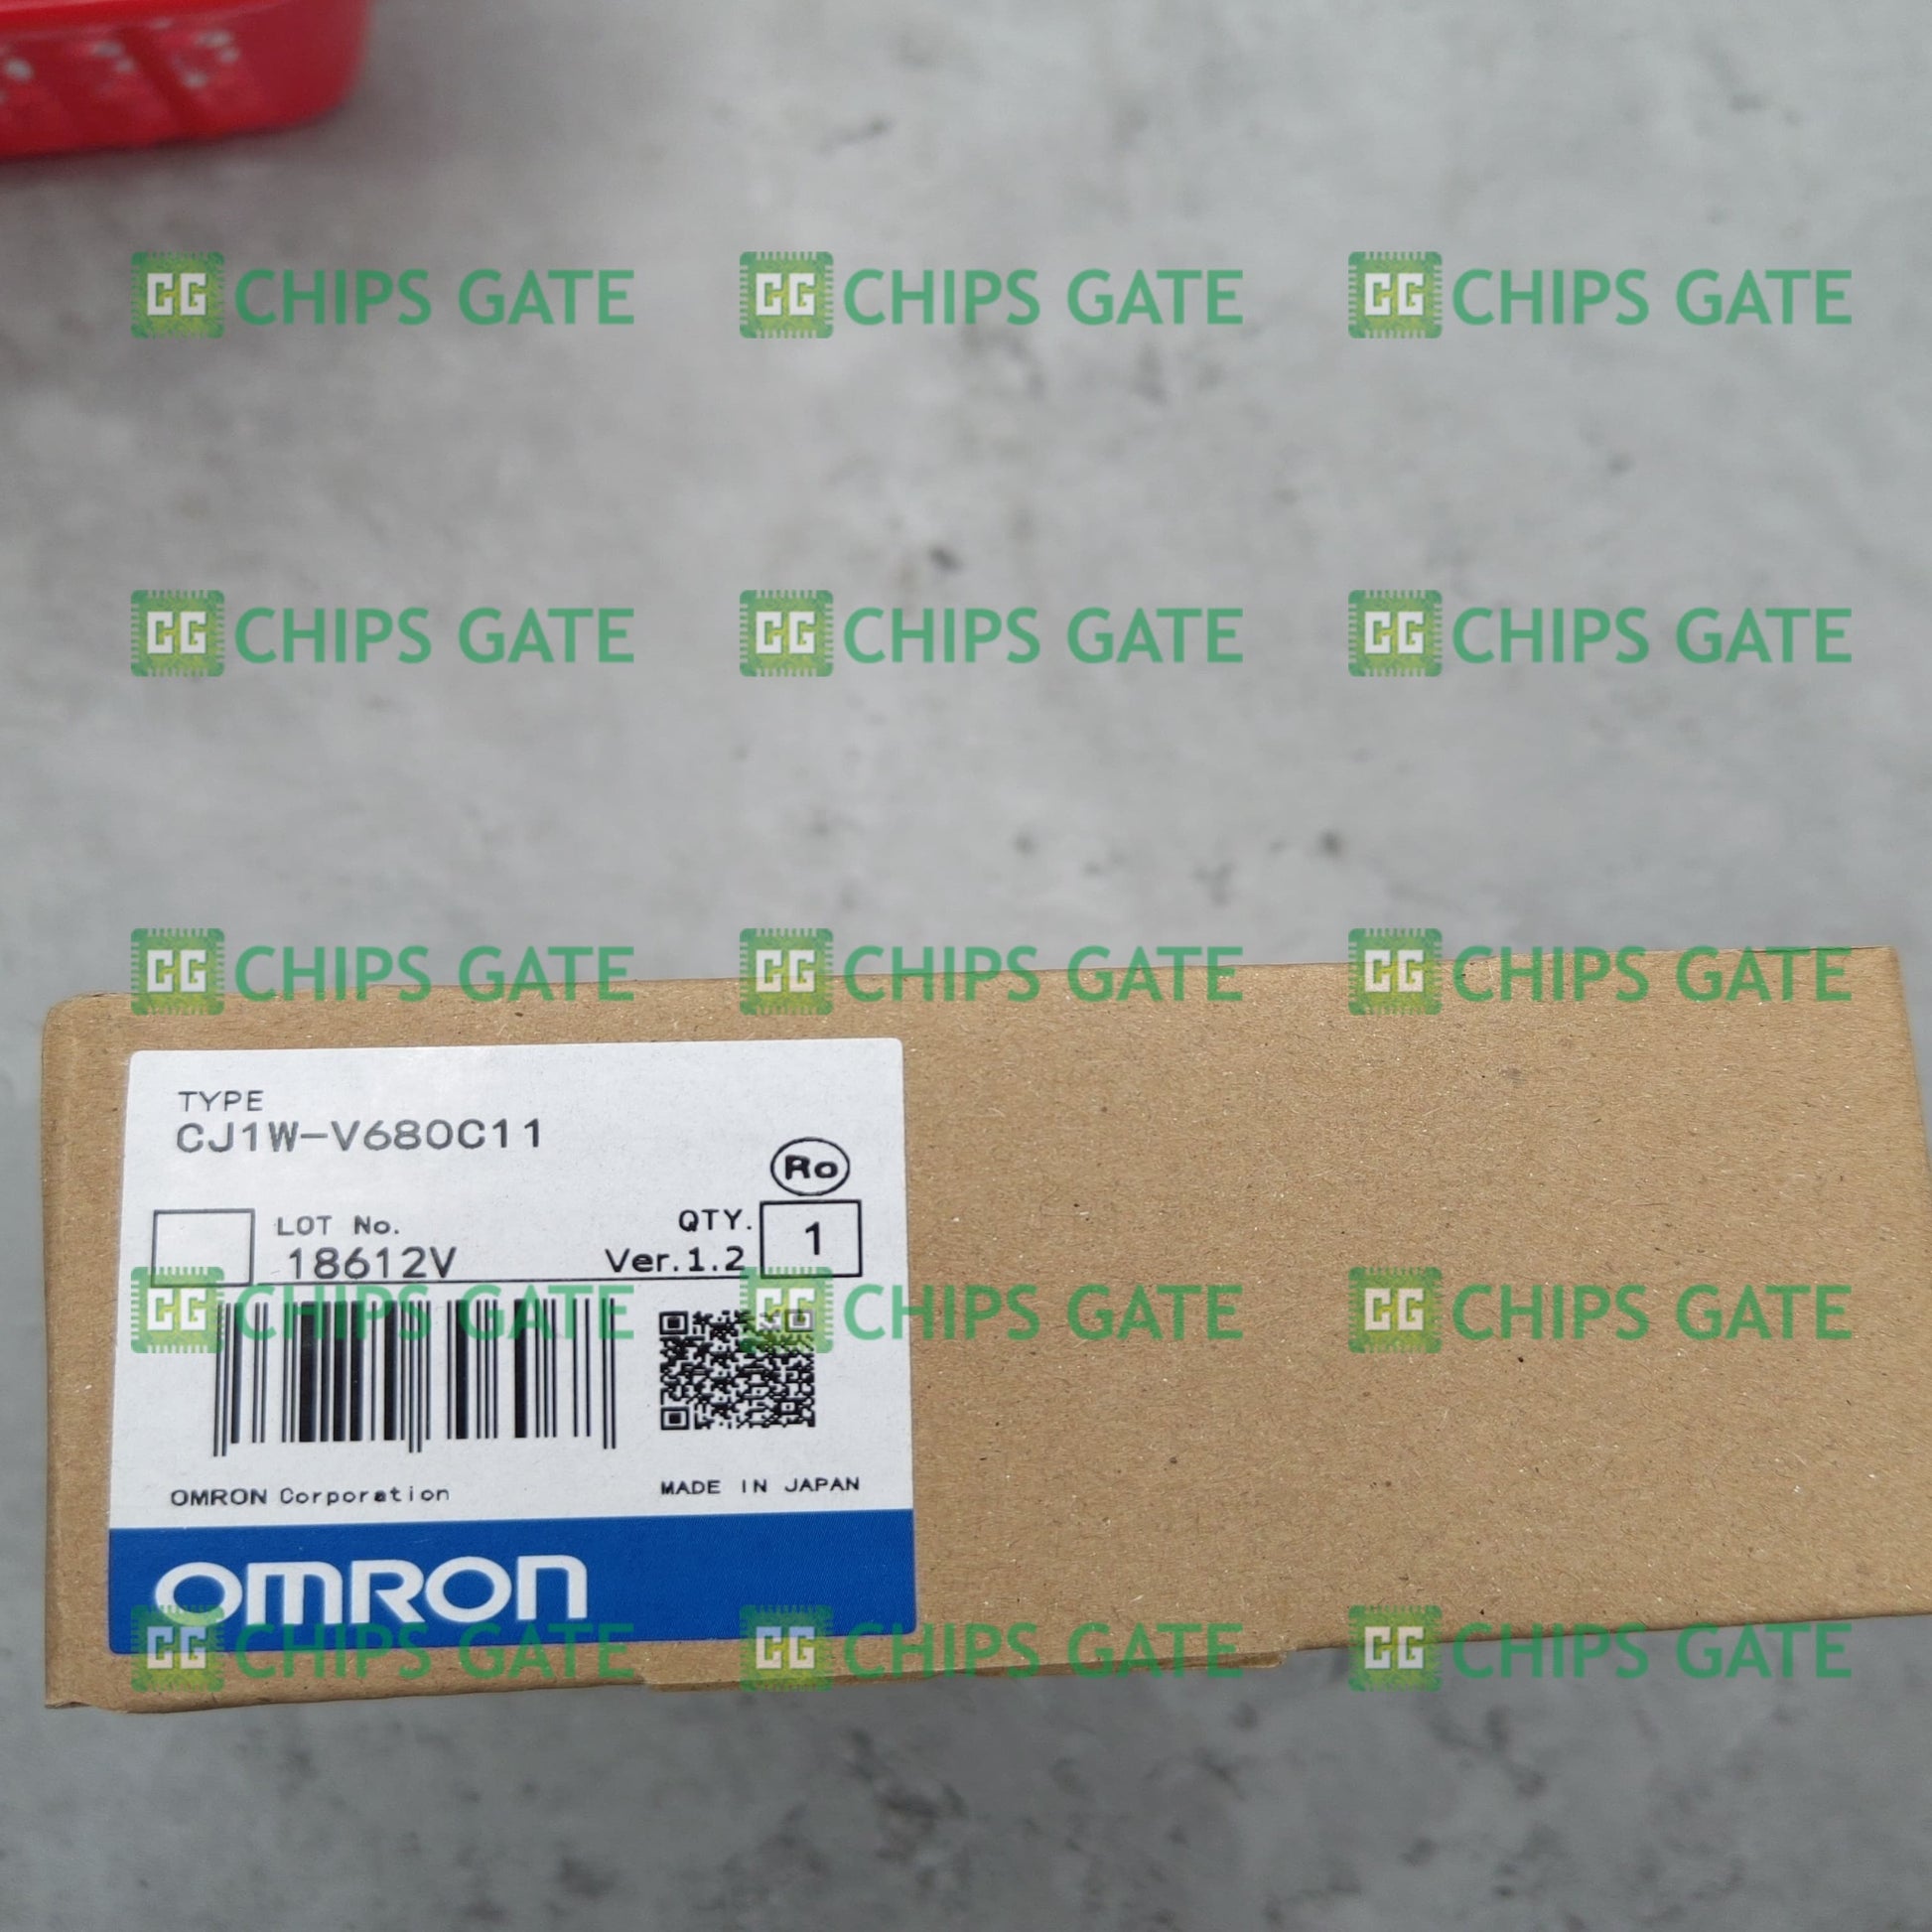 CG CHIPS GATE CG CHIPS GATE CG CHIPS GATE
CG CHIPS GATE CG CHIPS GATE CG CHIPS GATE
CG CHIPS GATE CG CHIPS GATE CG CHIPS GATE
TYPE
CJ1W-V680C11
Ro
LOT No.
18612V
QTY.
Ver.1.2
1
CG CHIPS GATE CG CHIPS GATE CG CHIPS GATE
OMRON Corporation
MADE IN JAPAN
OMRON
CG CHIPS GATE CG CHIPS GATE CG CHIPS GATE